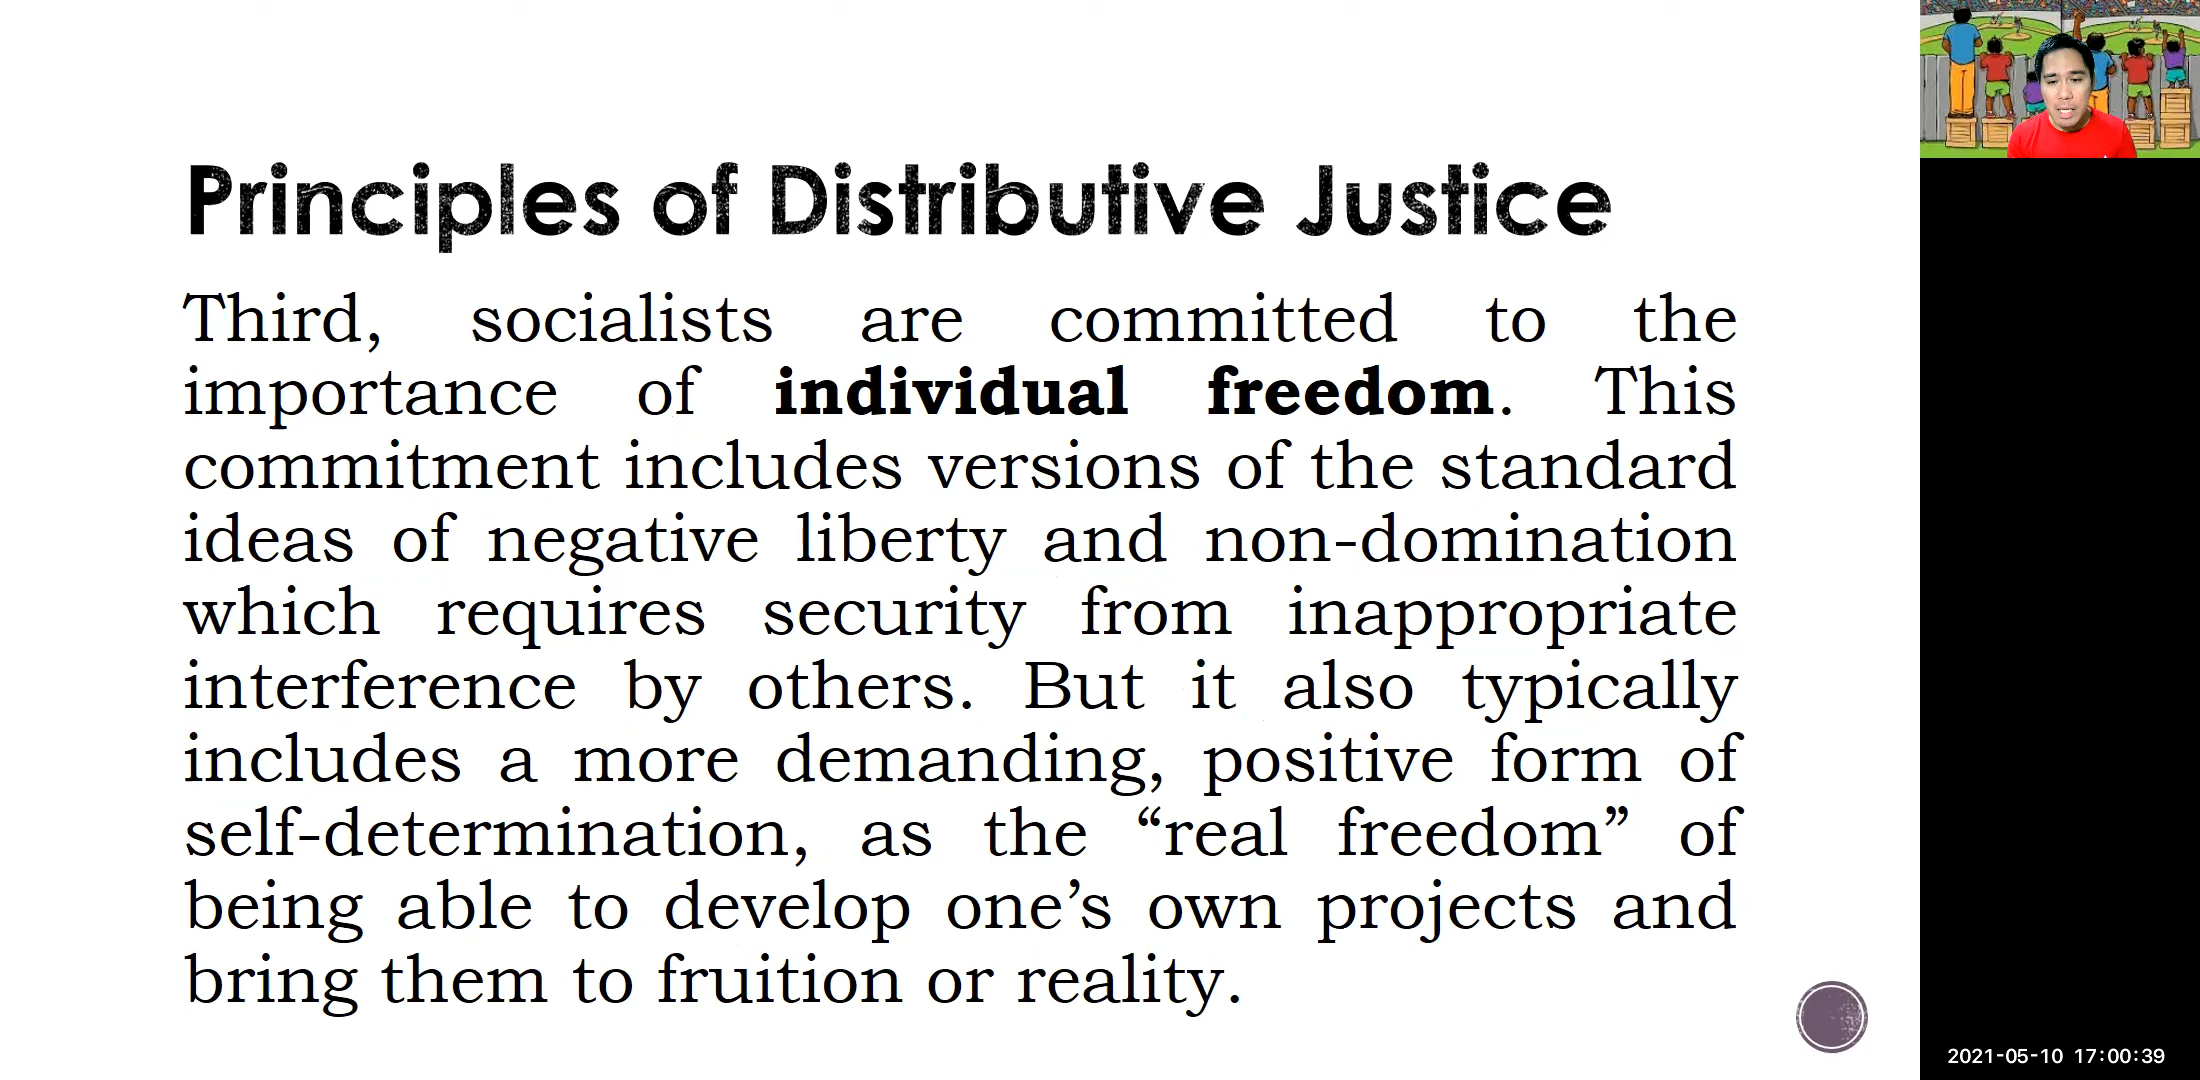 Principles of Distributive Justice
Third, socialists are committed to the
importance of individual freedom. This
commitment includes versions of the standard
ideas of negative liberty and non-domination
which requires security from inappropriate
interference by others. But it also typically
includes a more demanding, positive form of
self-determination, as the “real freedom” of
being able to develop one’s own projects and
bring them to fruition or reality.
2021-05-10 17:00:39